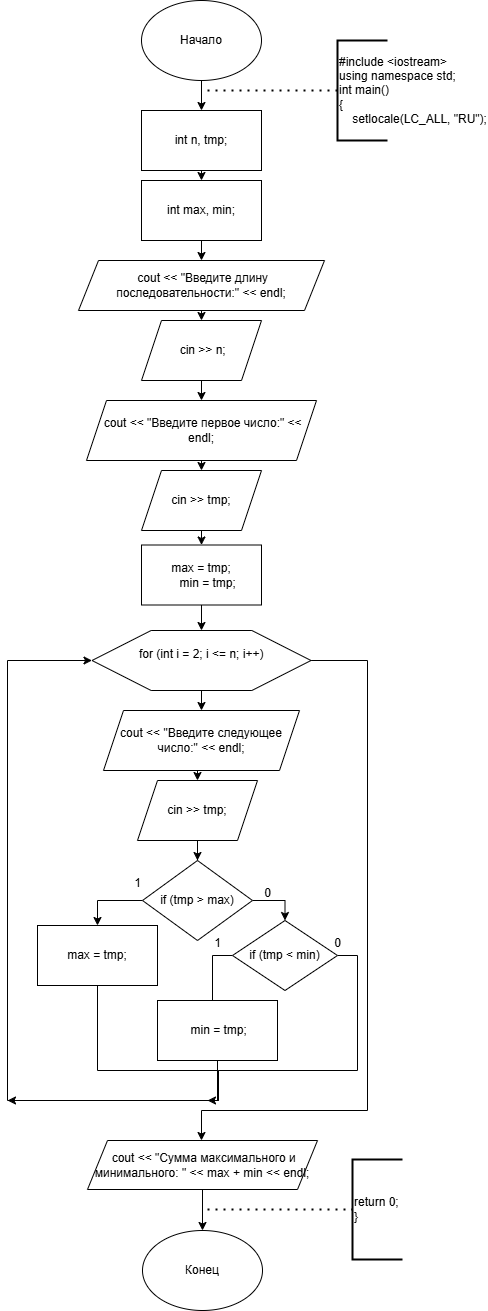 Начало
#include <iostream>
using namespace std;
int main()
{
setlocale(LC_ALL, "RU");
int n, tmp;
int max, min;
cout << "Введите длину
последовательности:" << endl;
cin >> n;
cout << "Введите первое число:" <<
endl;
cin >> tmp;
max = tmp;
min = tmp;
for (int i = 2; i <= n; i++)
cout << "Введите следующее
число:" << endl;
cin >> tmp;
1
if (tmp > max)
0
max = tmp;
1
if (tmp < min)
0
min = tmp;
cout << "Сумма максимального и
минимального: " << max + min << endl;
return 0;
}
Конец